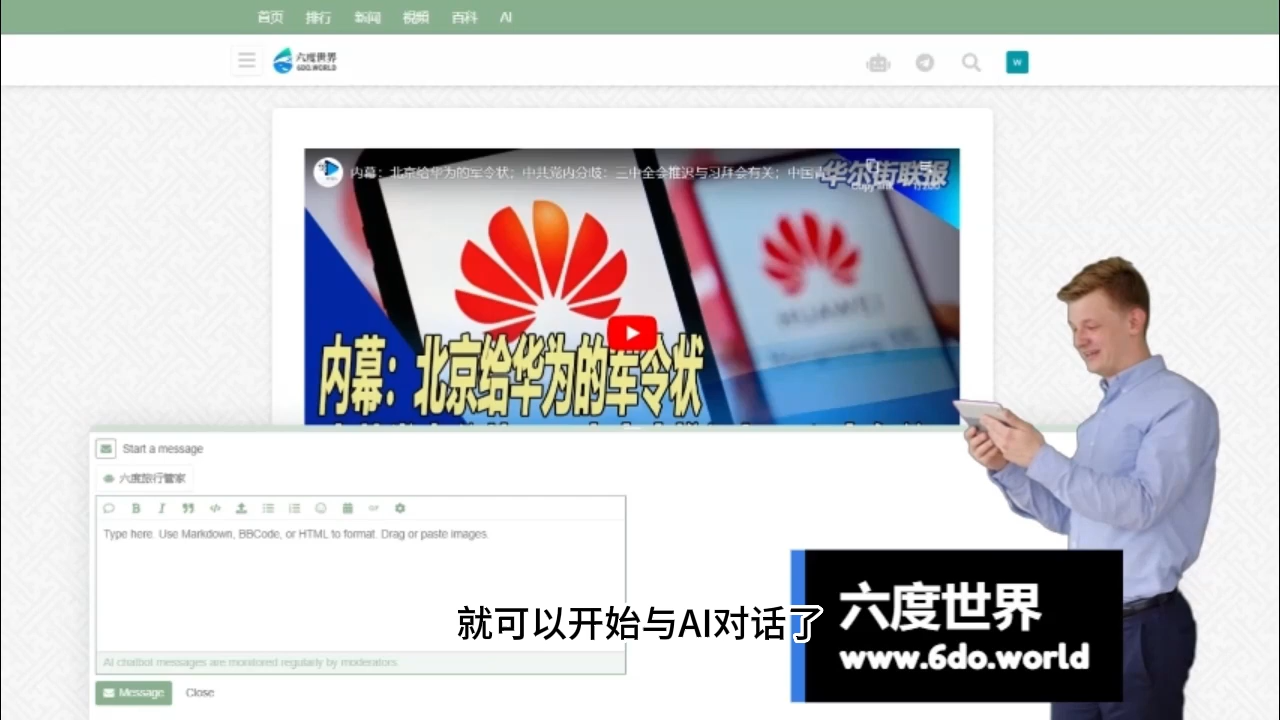 首页 排行 新闻 视频 百科 AI
六度世界
6DO.WORLD
W
内幕：北京给华为的军令状；中共党内分歧：三中全会推迟与习拜会有关；中国青
华尔街联报
Copy link
HUAWEI
内幕：北京给华为的军令状
Start a message
六度旅行管家
Type here. Use Markdown, BBCode, or HTML to format. Drag or paste images.
就可以开始与AI对话了
六度世界
www.6do.world
AI chatbot messages are monitored regularly by moderators.
Message Close